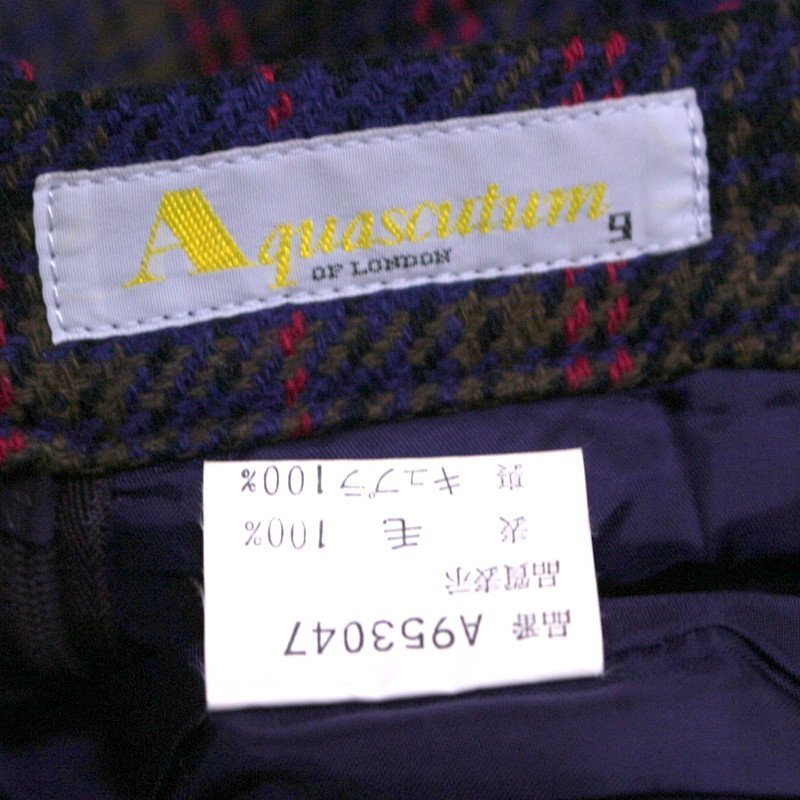 Aquascutum
OF LONDON
9
品番 A953047
品質表示
表 毛 100%
裏 キュプラ100%